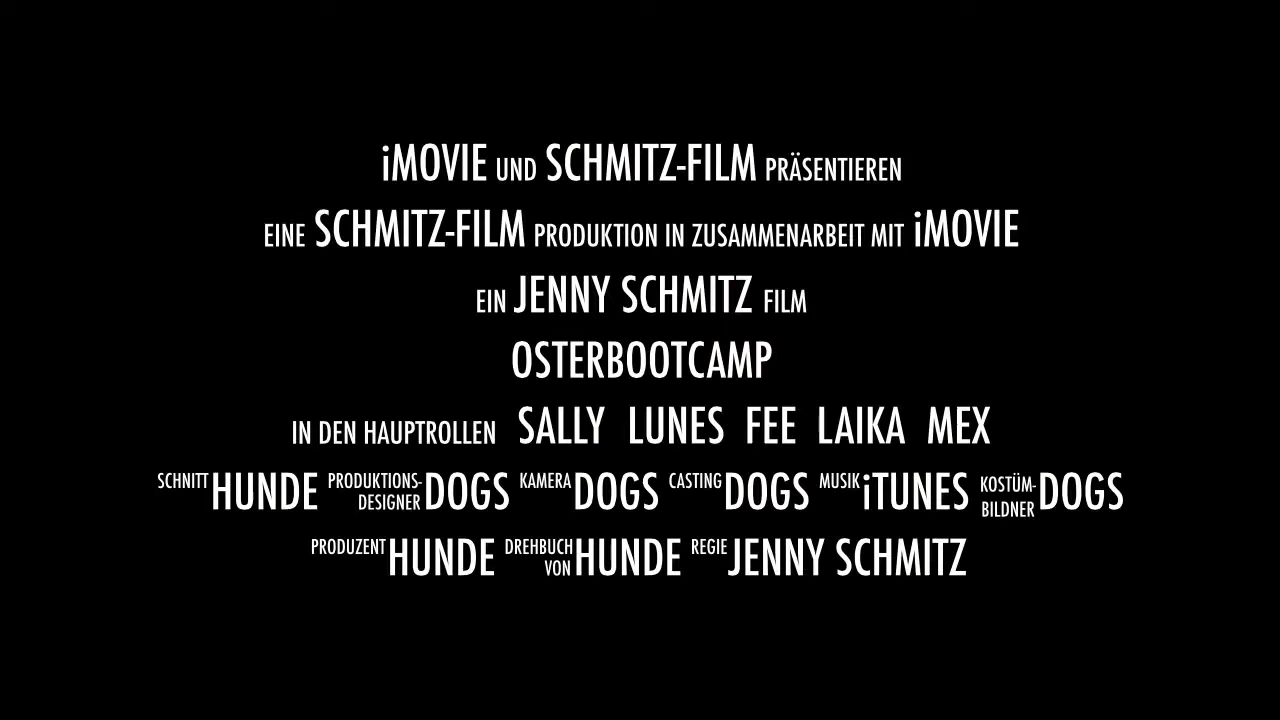 iMOVIE UND SCHMITZ-FILM PRÄSENTIEREN
EINE SCHMITZ-FILM PRODUKTION IN ZUSAMMENARBEIT MIT iMOVIE
EIN JENNY SCHMITZ FILM
OSTERBOOTCAMP
IN DEN HAUPTROLLEN SALLY LUNES FEE LAIKA MEX
SCHNITT HUNDE PRODUKTIONS-DESIGNER DOGS KAMERA DOGS CASTING DOGS MUSIK iTUNES KOSTÜM-BILDNER DOGS
PRODUZENT HUNDE DREHBUCH VON HUNDE REGIE JENNY SCHMITZ